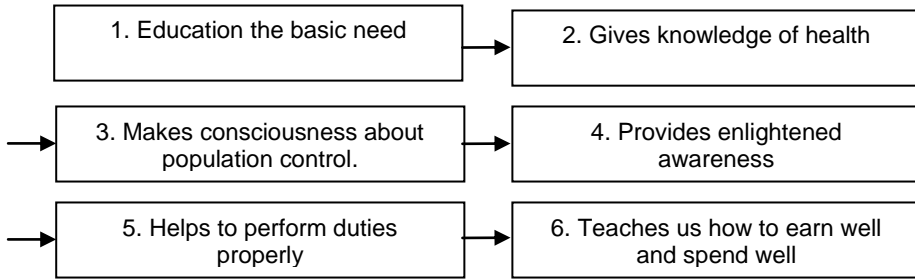 1. Education the basic need
2. Gives knowledge of health
3. Makes consciousness about
population control.
4. Provides enlightened
awareness
5. Helps to perform duties
properly
6. Teaches us how to earn well
and spend well